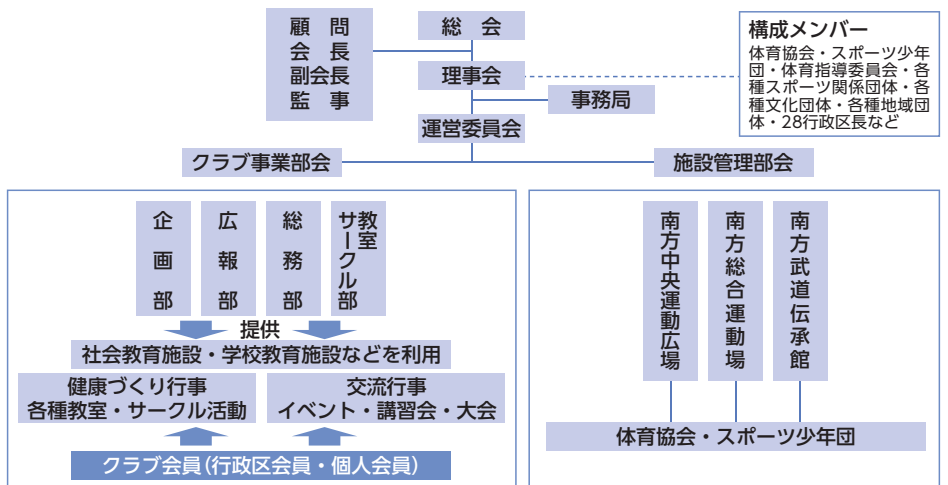 顧　問
会　長
副会長
監　事
総　会
理事会
事務局
運営委員会
構成メンバー
体育協会・スポーツ少年
団・体育指導委員会・各
種スポーツ関係団体・各
種文化団体・各種地域団
体・28行政区長など
クラブ事業部会
施設管理部会
企画部
広報部
総務部
教室
サークル部
提供
社会教育施設・学校教育施設などを利用
健康づくり行事
各種教室・サークル活動
交流行事
イベント・講習会・大会
クラブ会員(行政区会員・個人会員)
南方中央運動広場
南方総合運動場
南方武道伝承館
体育協会・スポーツ少年団